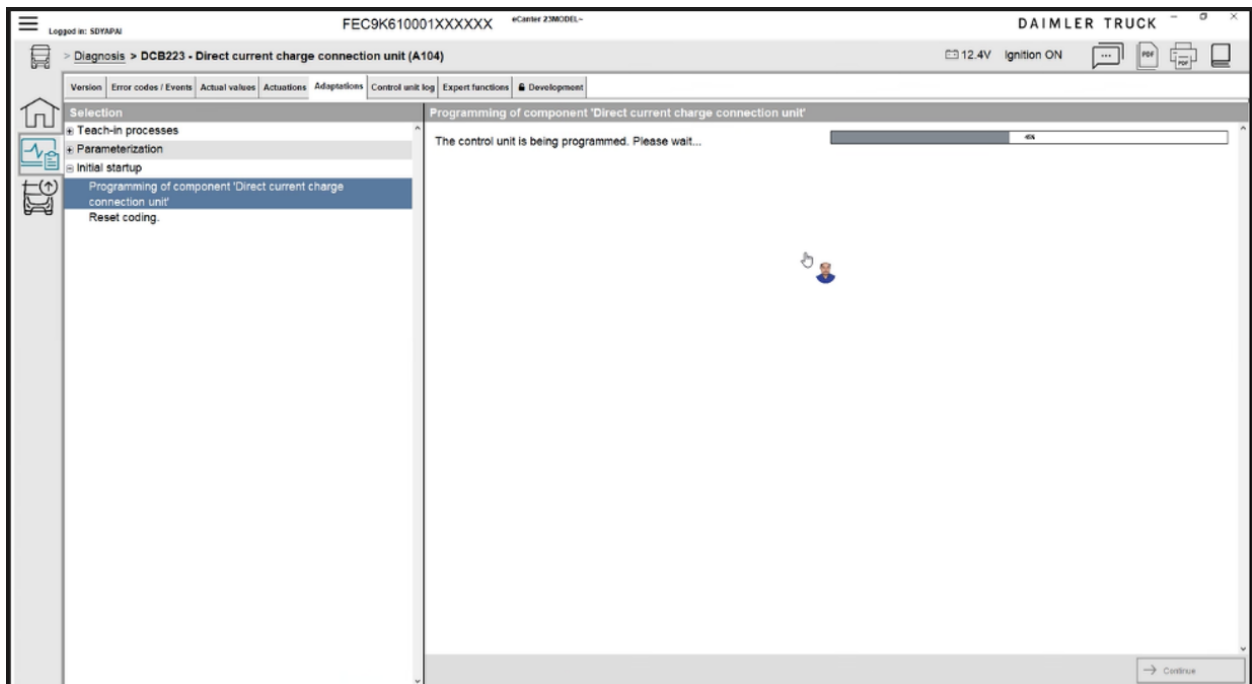 Logged in: SDYAPAI
FEC9K610001XXXXXX
eCanter 23MODEL~
DAIMLER TRUCK
> Diagnosis > DCB223 - Direct current charge connection unit (A104)
12.4V
Ignition ON
PDF
PDF
Version
Error codes / Events
Actual values
Actuations
Adaptations
Control unit log
Expert functions
Development
Selection
Teach-in processes
Parameterization
Initial startup
Programming of component 'Direct current charge
connection unit'
Reset coding.
Programming of component 'Direct current charge connection unit'
The control unit is being programmed. Please wait...
Continue